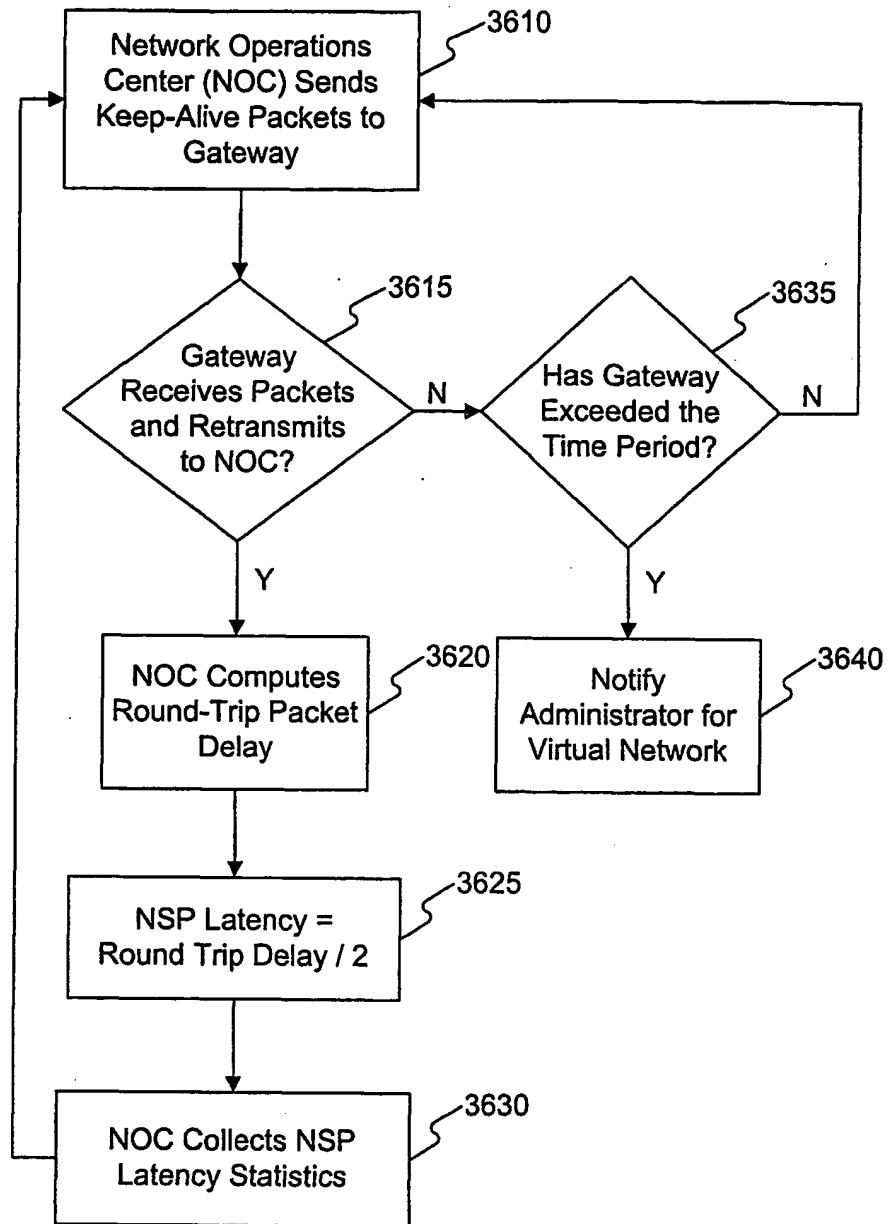 Network Operations
Center (NOC) Sends
Keep-Alive Packets to
Gateway
3610
Gateway
Receives Packets
and Retransmits
to NOC?
3615
N
Y
Has Gateway
Exceeded the
Time Period?
3635
N
Y
NOC Computes
Round-Trip Packet
Delay
3620
Notify
Administrator for
Virtual Network
3640
NSP Latency =
Round Trip Delay / 2
3625
NOC Collects NSP
Latency Statistics
3630